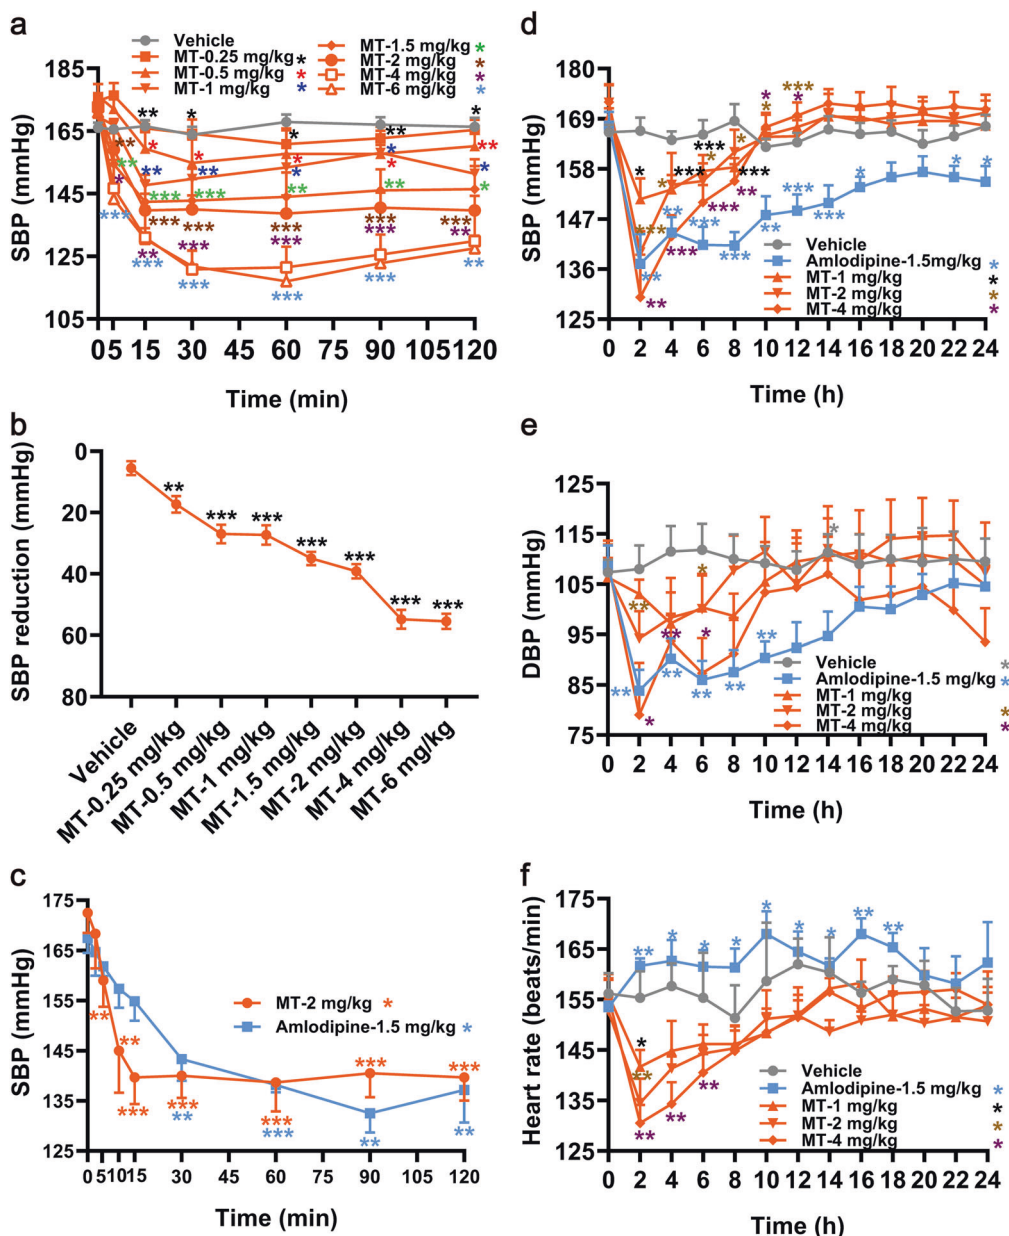 a
Vehicle
MT-0.25 mg/kg *
MT-0.5 mg/kg *
MT-1 mg/kg *
MT-1.5 mg/kg *
MT-2 mg/kg *
MT-4 mg/kg *
MT-6 mg/kg *
SBP (mmHg)
185
165
145
125
105
0 5 15 30 45 60 75 90 105 120
Time (min)
b
SBP reduction (mmHg)
0
20
40
60
80
** *** *** *** *** *** ***
Vehicle
MT-0.25 mg/kg
MT-0.5 mg/kg
MT-1 mg/kg
MT-1.5 mg/kg
MT-2 mg/kg
MT-4 mg/kg
MT-6 mg/kg
c
SBP (mmHg)
175
165
155
145
135
125
MT-2 mg/kg *
Amlodipine-1.5 mg/kg *
0 5 10 15 30 45 60 75 90 105 120
Time (min)
d
SBP (mmHg)
180
169
158
147
136
125
Vehicle
Amlodipine-1.5mg/kg *
MT-1 mg/kg *
MT-2 mg/kg *
MT-4 mg/kg *
0 2 4 6 8 10 12 14 16 18 20 22 24
Time (h)
e
DBP (mmHg)
125
115
105
95
85
75
Vehicle *
Amlodipine-1.5 mg/kg *
MT-1 mg/kg
MT-2 mg/kg *
MT-4 mg/kg *
0 2 4 6 8 10 12 14 16 18 20 22 24
Time (h)
f
Heart rate (beats/min)
175
165
155
145
135
125
Vehicle
Amlodipine-1.5 mg/kg *
MT-1 mg/kg *
MT-2 mg/kg *
MT-4 mg/kg *
0 2 4 6 8 10 12 14 16 18 20 22 24
Time (h)